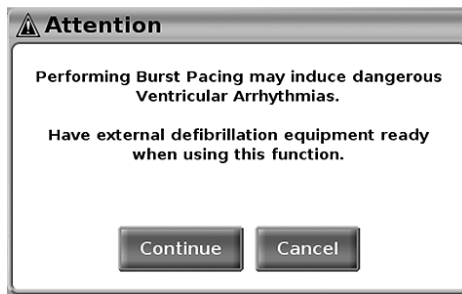 Attention
Performing Burst Pacing may induce dangerous
Ventricular Arrhythmias.
Have external defibrillation equipment ready
when using this function.
Continue Cancel